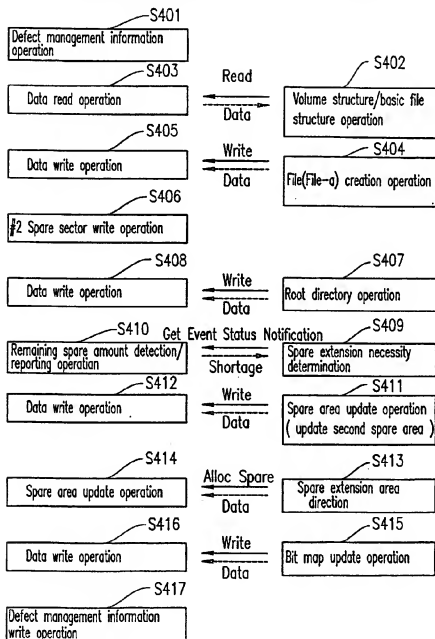 S401
Defect management information
operation
S403
Data read operation
Read
Data
S402
Volume structure/basic file
structure operation
S405
Data write operation
Write
Data
S404
File(File-a) creation operation
S406
#2 Spare sector write operation
S408
Data write operation
Write
Data
S407
Root directory operation
S410
Remaining spare amount detection/
reporting operation
Get Event Status Notification
Shortage
S409
Spare extension necessity
determination
S412
Data write operation
Write
Data
S411
Spare area update operation
( update second spare area )
S414
Spare area update operation
Alloc Spare
Data
S413
Spare extension area
direction
S416
Data write operation
Write
Data
S415
Bit map update operation
S417
Defect management information
write operation